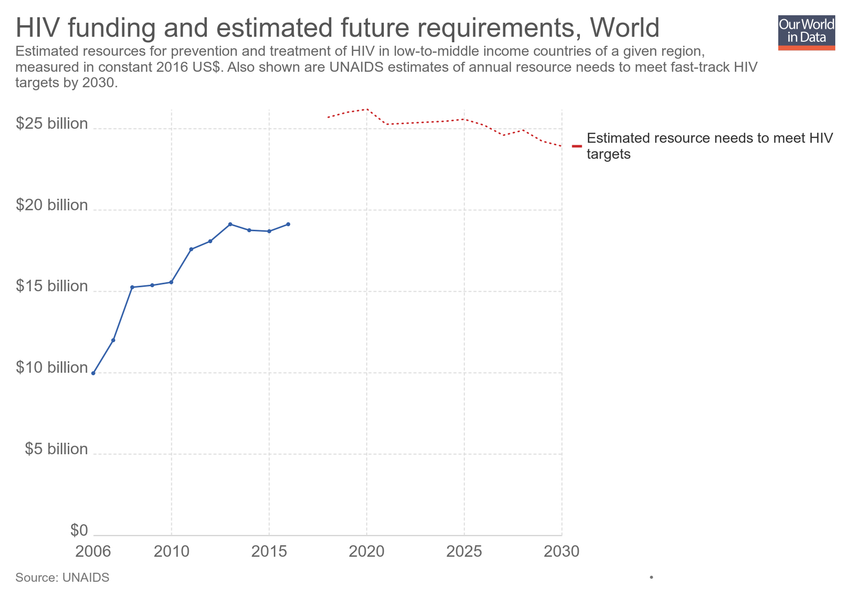 HIV funding and estimated future requirements, World
Our World
in Data
Estimated resources for prevention and treatment of HIV in low-to-middle income countries of a given region,
measured in constant 2016 US$. Also shown are UNAIDS estimates of annual resource needs to meet fast-track HIV
targets by 2030.
$25 billion
Estimated resource needs to meet HIV
targets
$20 billion
$15 billion
$10 billion
$5 billion
$0
2006 2010 2015 2020 2025 2030
Source: UNAIDS